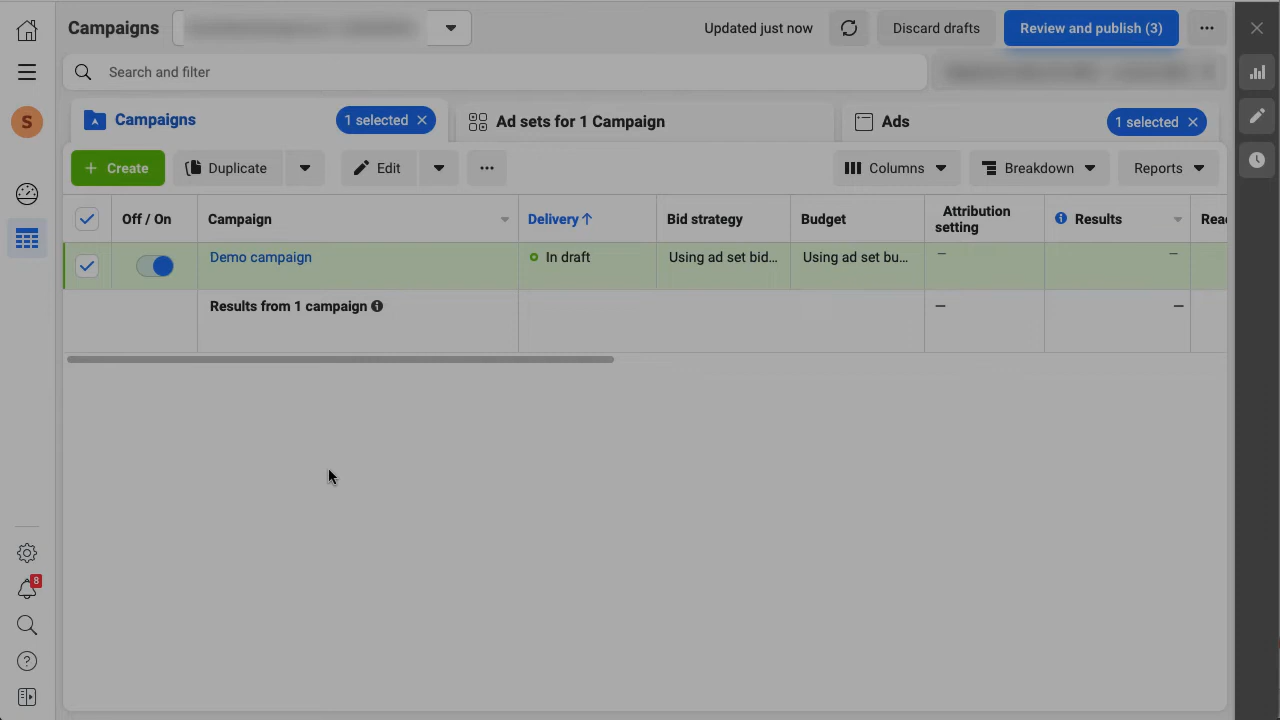 Campaigns
Updated just now
Discard drafts
Review and publish (3)
Search and filter
Campaigns
1 selected
Ad sets for 1 Campaign
Ads
1 selected
Create
Duplicate
Edit
Columns
Breakdown
Reports
Off / On
Campaign
Delivery
Bid strategy
Budget
Attribution
setting
Results
Reac
Demo campaign
In draft
Using ad set bid...
Using ad set bu...
—
—
Results from 1 campaign
—
—
S
8